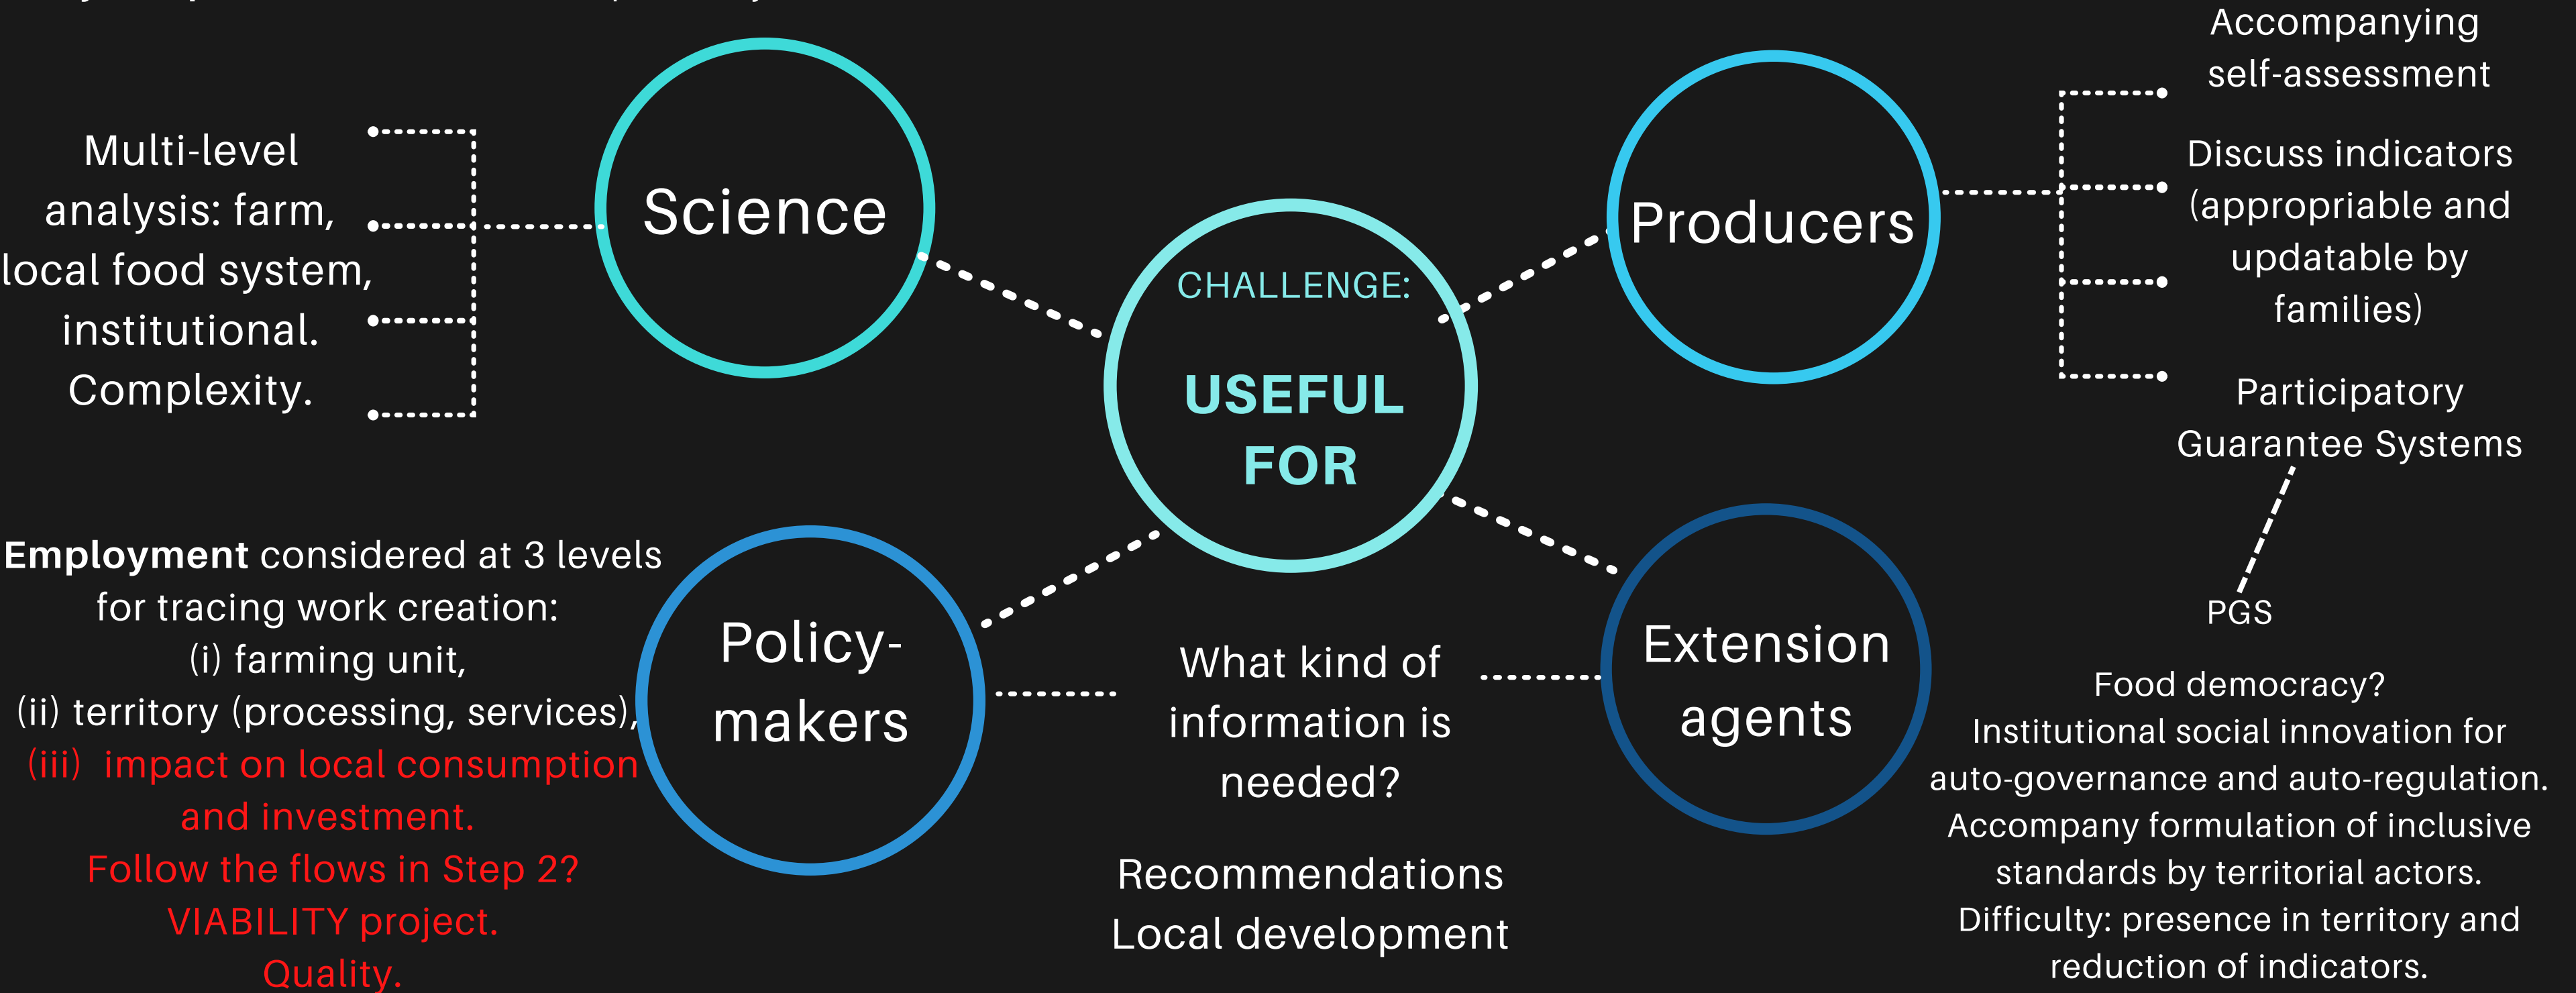 Multi-level
analysis: farm,
local food system,
institutional.
Complexity.
Science
CHALLENGE:
USEFUL
FOR
Producers
Accompanying
self-assessment
Discuss indicators
(appropriable and
updatable by
families)
Participatory
Guarantee Systems
Employment considered at 3 levels
for tracing work creation:
(i) farming unit,
(ii) territory (processing, services),
(iii) impact on local consumption
and investment.
Follow the flows in Step 2?
VIABILITY project.
Quality.
Policy-
makers
What kind of
information is
needed?
Recommendations
Local development
Extension
agents
PGS
Food democracy?
Institutional social innovation for
auto-governance and auto-regulation.
Accompany formulation of inclusive
standards by territorial actors.
Difficulty: presence in territory and
reduction of indicators.